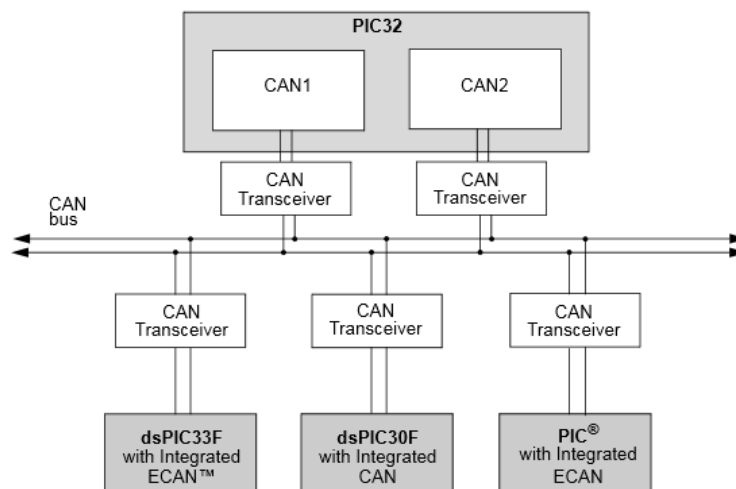 PIC32
CAN1
CAN2
CAN
Transceiver
CAN
Transceiver
CAN
bus
CAN
Transceiver
CAN
Transceiver
CAN
Transceiver
dsPIC33F
with Integrated
ECAN™
dsPIC30F
with Integrated
CAN
PIC®
with Integrated
ECAN